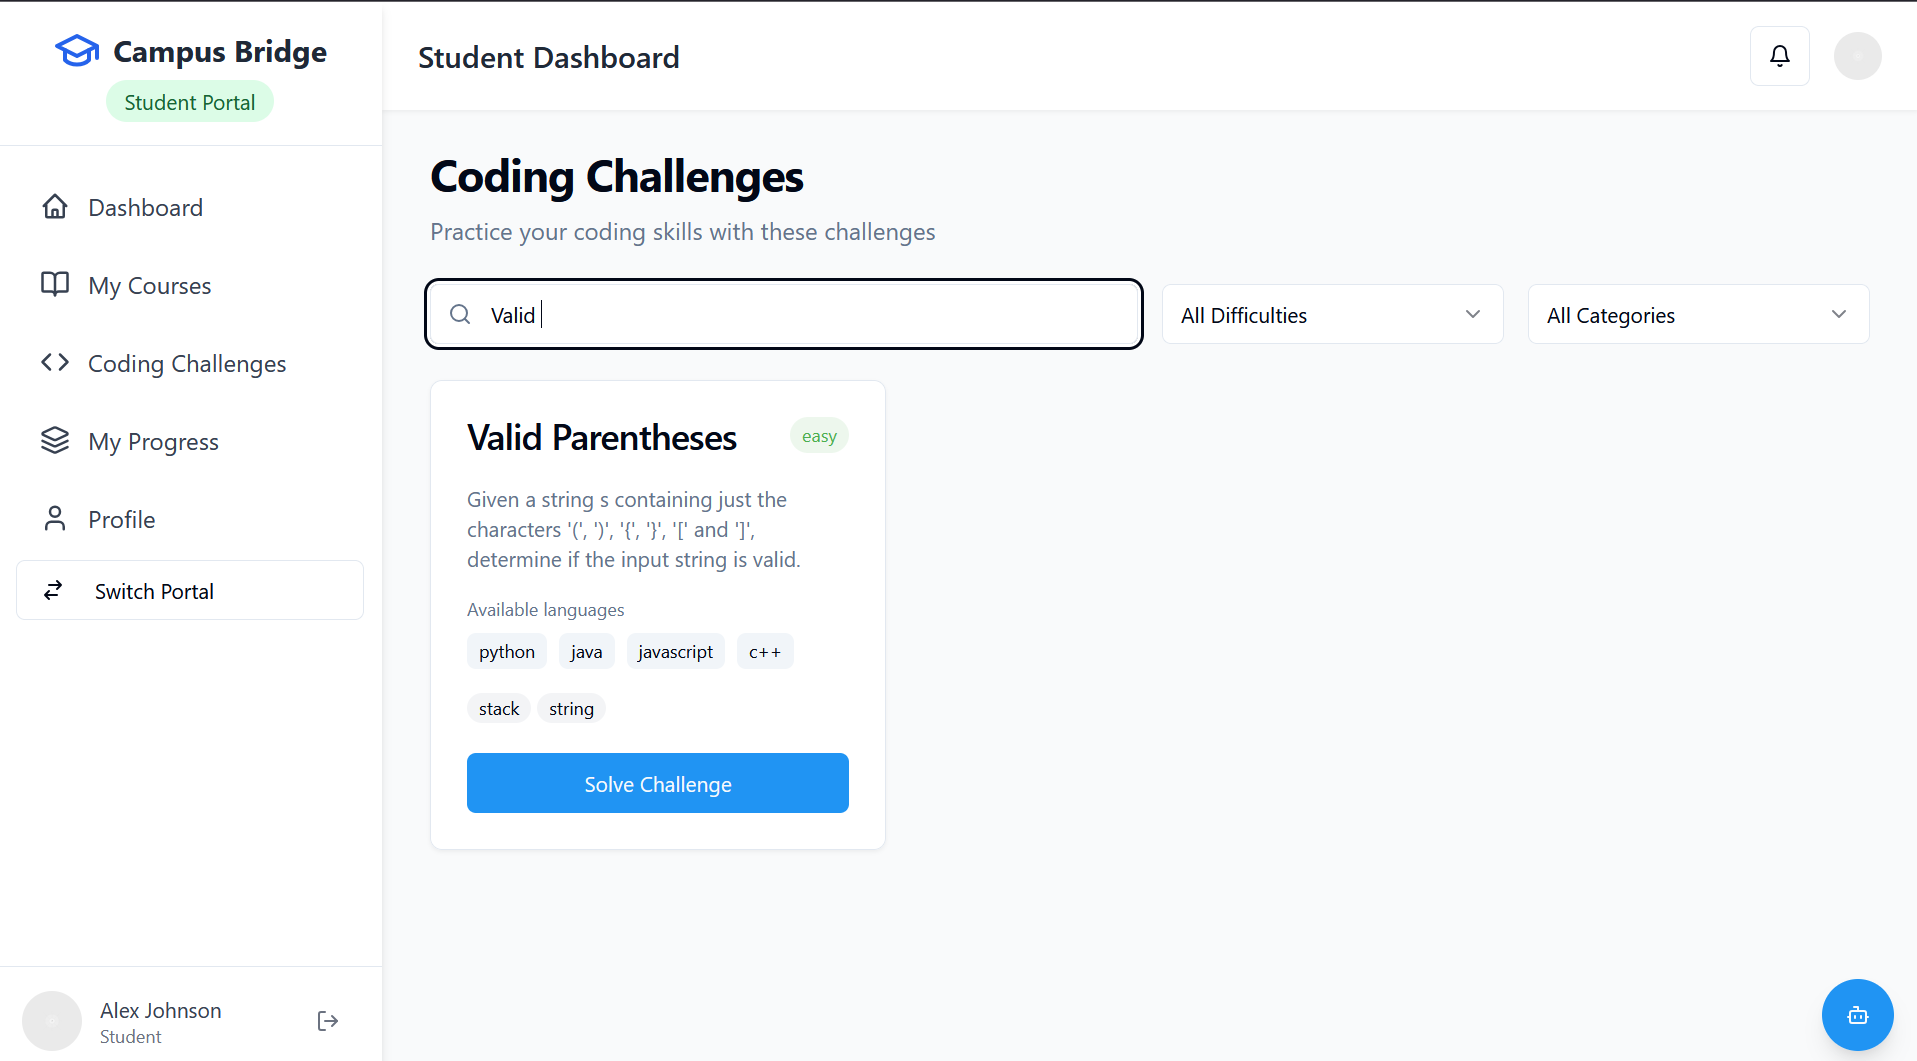 Campus Bridge
Student Portal
Dashboard
My Courses
Coding Challenges
My Progress
Profile
Switch Portal
Alex Johnson
Student
Student Dashboard
Coding Challenges
Practice your coding skills with these challenges
Valid
All Difficulties
All Categories
Valid Parentheses
easy
Given a string s containing just the
characters '(', ')', '{', '}', '[' and ']',
determine if the input string is valid.
Available languages
python java javascript c++
stack string
Solve Challenge